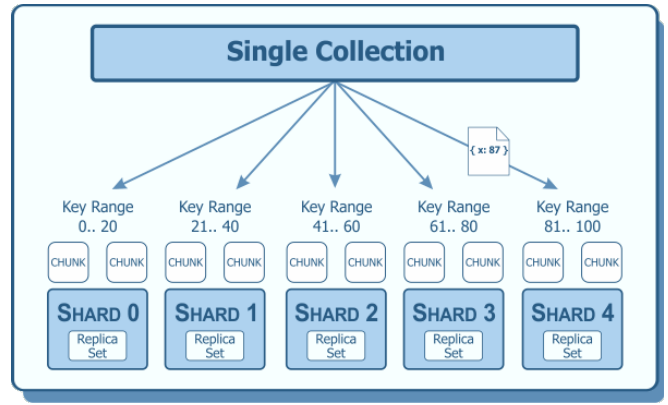 Single Collection
{ x: 87 }
Key Range
0.. 20
Key Range
21.. 40
Key Range
41.. 60
Key Range
61.. 80
Key Range
81.. 100
CHUNK CHUNK CHUNK CHUNK CHUNK CHUNK CHUNK CHUNK CHUNK CHUNK
SHARD 0
Replica
Set
SHARD 1
Replica
Set
SHARD 2
Replica
Set
SHARD 3
Replica
Set
SHARD 4
Replica
Set